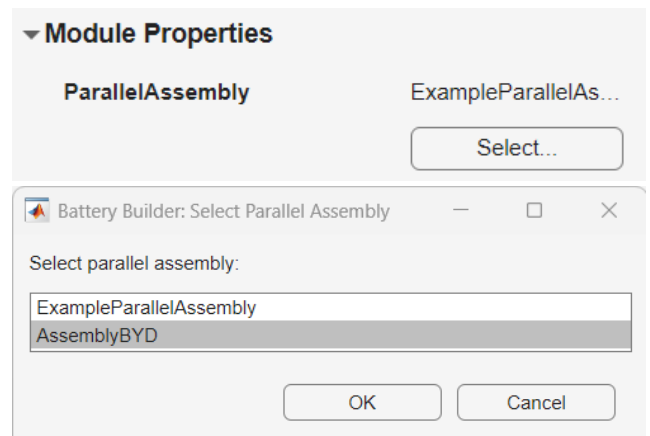 Module Properties
ParallelAssembly ExampleParallelAs...
Select...
Battery Builder: Select Parallel Assembly
Select parallel assembly:
ExampleParallelAssembly
AssemblyBYD
OK Cancel